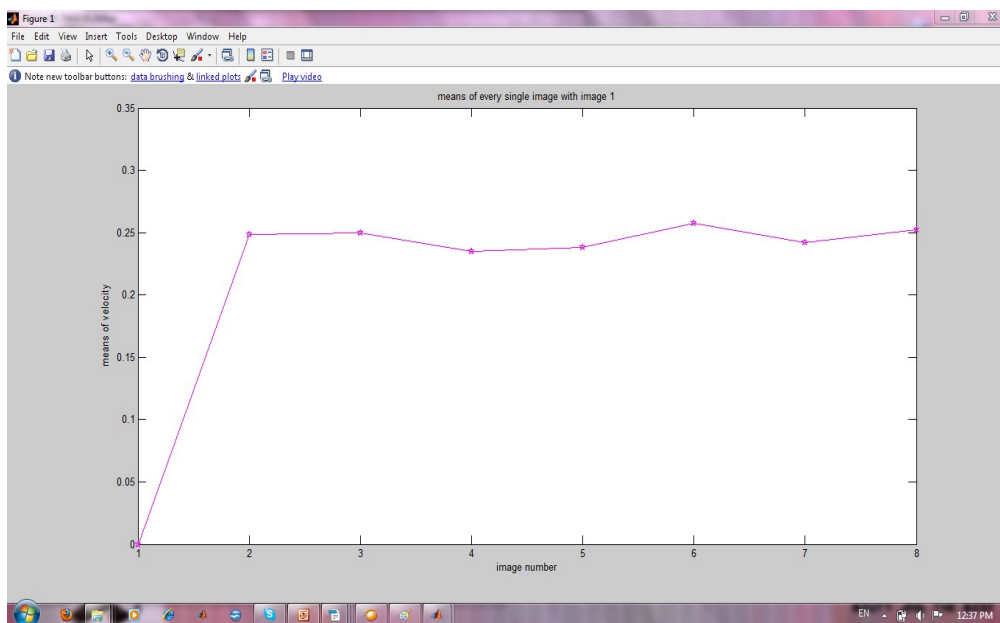 Figure 1
File Edit View Insert Tools Desktop Window Help
Note new toolbar buttons: data brushing & linked plots Play video
means of every single image with image 1
0.35
0.3
0.25
0.2
0.15
0.1
0.05
0
means of velocity
1 2 3 4 5 6 7 8
image number
EN 12:37 PM